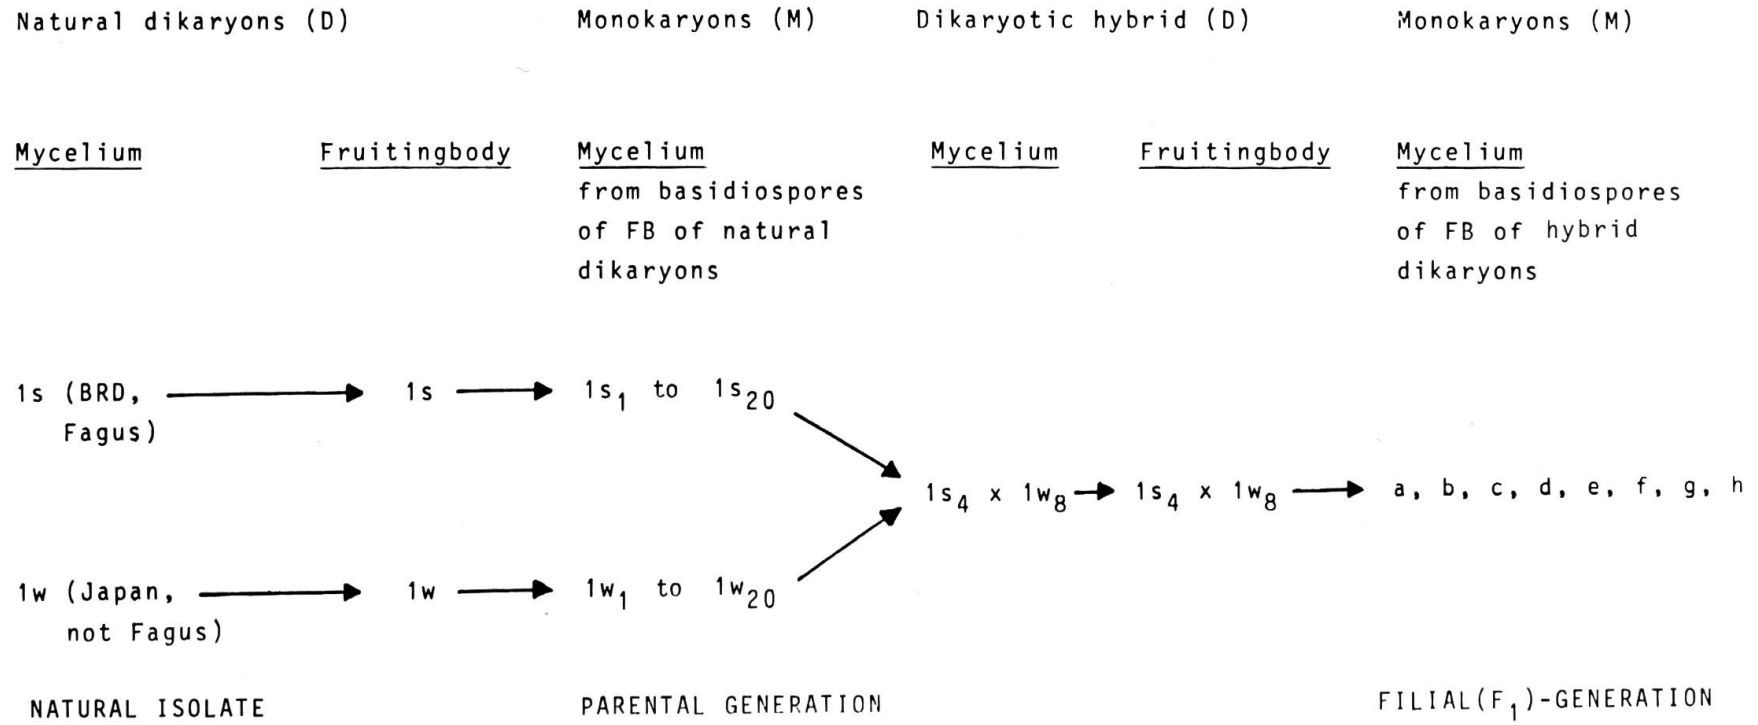 Natural dikaryons (D) Monokaryons (M) Dikaryotic hybrid (D) Monokaryons (M)
Mycelium Fruitingbody Mycelium Mycelium Fruitingbody Mycelium
from basidiospores from basidiospores
of FB of natural of FB of hybrid
dikaryons dikaryons
1s (BRD, 1s 1s₁ to 1s₂₀
Fagus)
1s₄ x 1w₈ 1s₄ x 1w₈ a, b, c, d, e, f, g, h
1w (Japan, 1w 1w₁ to 1w₂₀
not Fagus)
NATURAL ISOLATE PARENTAL GENERATION FILIAL(F₁)-GENERATION